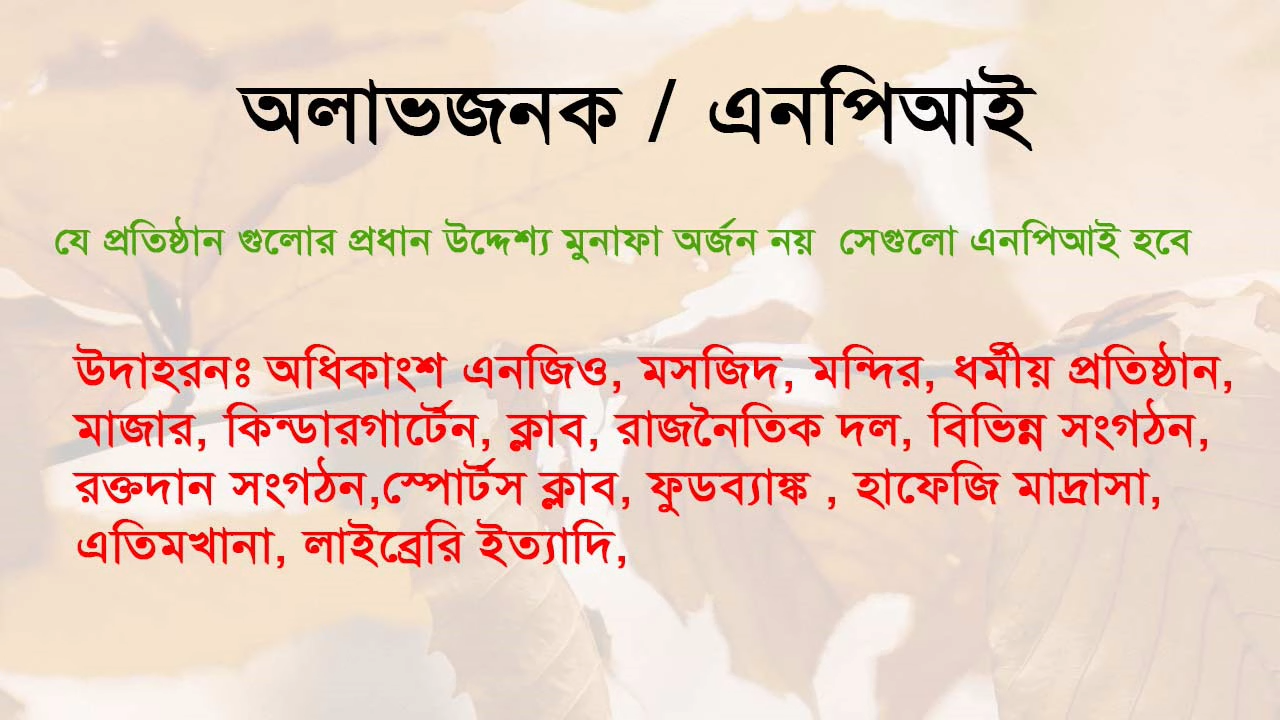 অলাভজনক / এনপিআই
যে প্রতিষ্ঠান গুলোর প্রধান উদ্দেশ্য মুনাফা অর্জন নয় সেগুলো এনপিআই হবে
উদাহরনঃ অধিকাংশ এনজিও, মসজিদ, মন্দির, ধর্মীয় প্রতিষ্ঠান,
মাজার, কিন্ডারগার্টেন, ক্লাব, রাজনৈতিক দল, বিভিন্ন সংগঠন,
রক্তদান সংগঠন,স্পোর্টস ক্লাব, ফুডব্যাঙ্ক , হাফেজি মাদ্রাসা,
এতিমখানা, লাইব্রেরি ইত্যাদি,